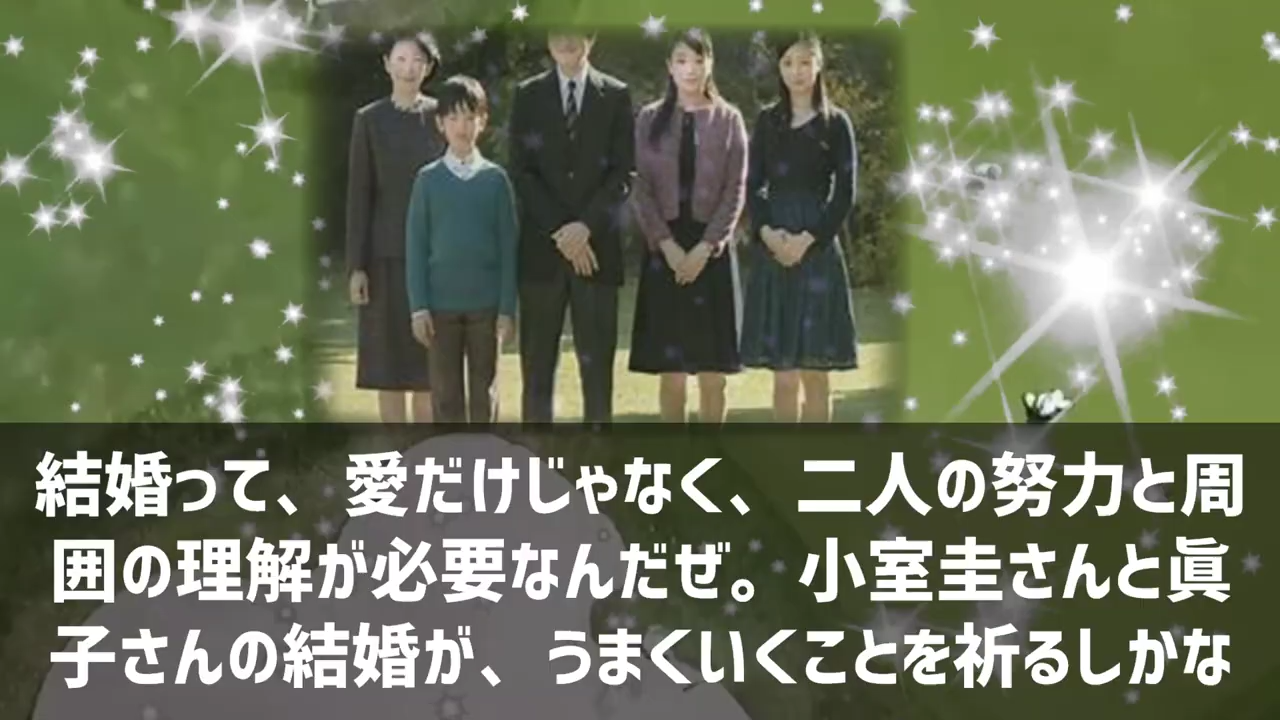 結婚って、愛だけじゃなく、二人の努力と周
囲の理解が必要なんだぜ。小室圭さんと眞
子さんの結婚が、うまくいくことを祈るしかな